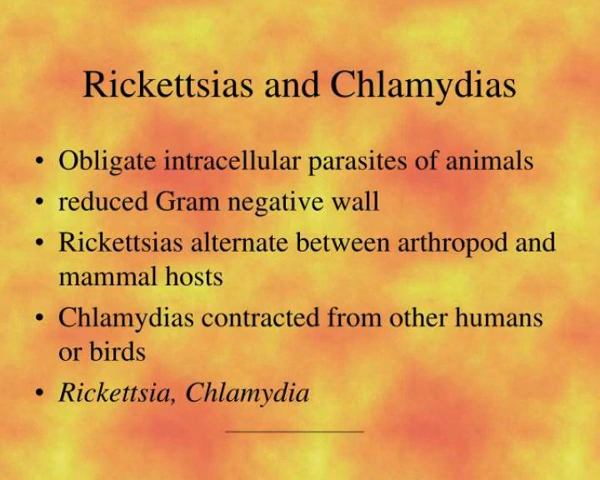 Rickettsias and Chlamydias
• Obligate intracellular parasites of animals
• reduced Gram negative wall
• Rickettsias alternate between arthropod and
mammal hosts
• Chlamydias contracted from other humans
or birds
• Rickettsia, Chlamydia